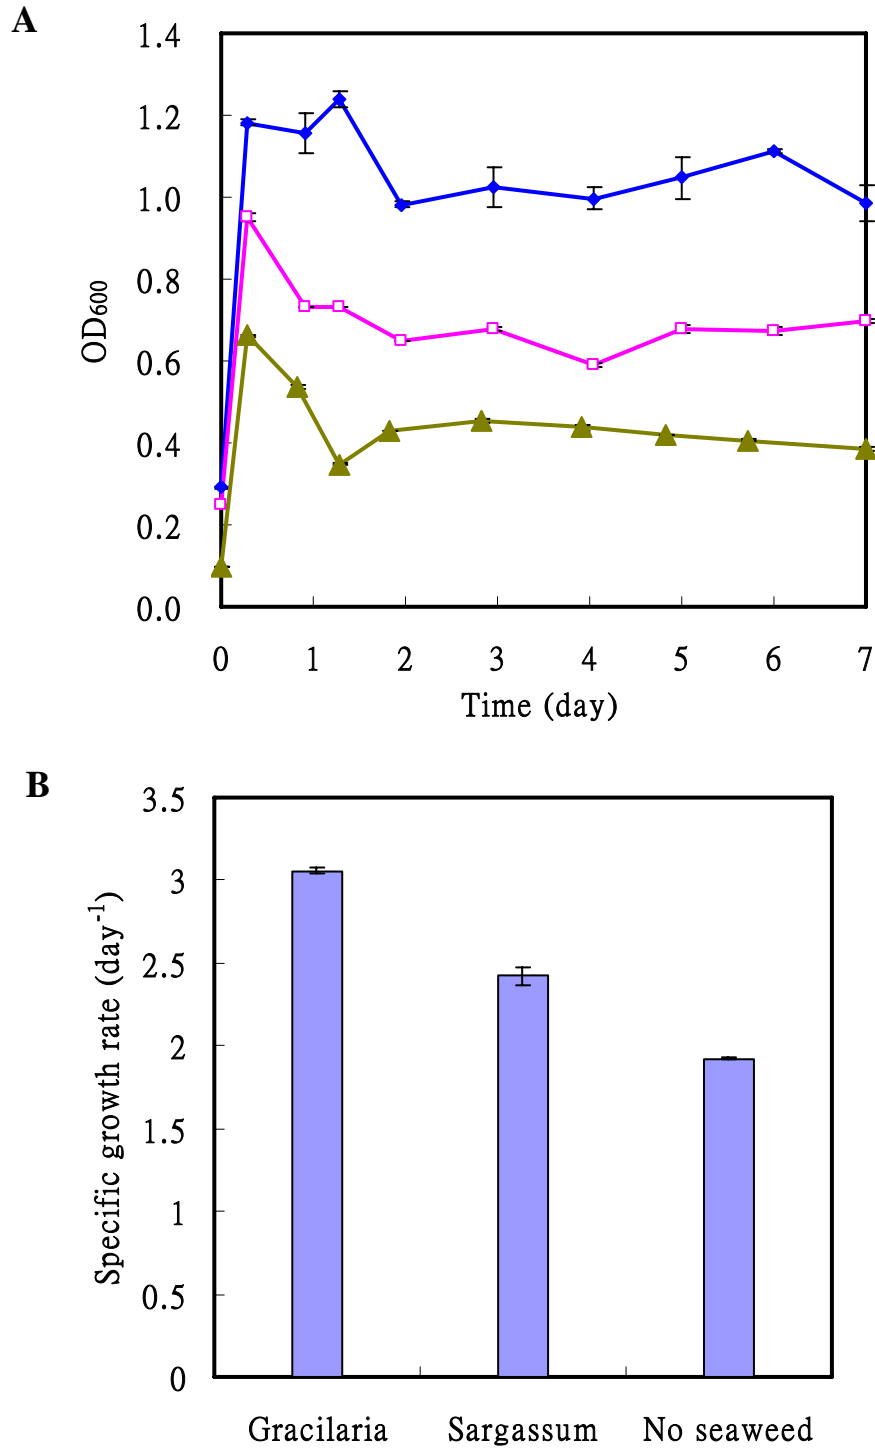 A
1.4
1.2
1.0
0.8
0.6
0.4
0.2
0.0
OD600
0 1 2 3 4 5 6 7
Time (day)
B
3.5
3
2.5
2
1.5
1
0.5
0
Specific growth rate (day-1)
Gracilaria Sargassum No seaweed